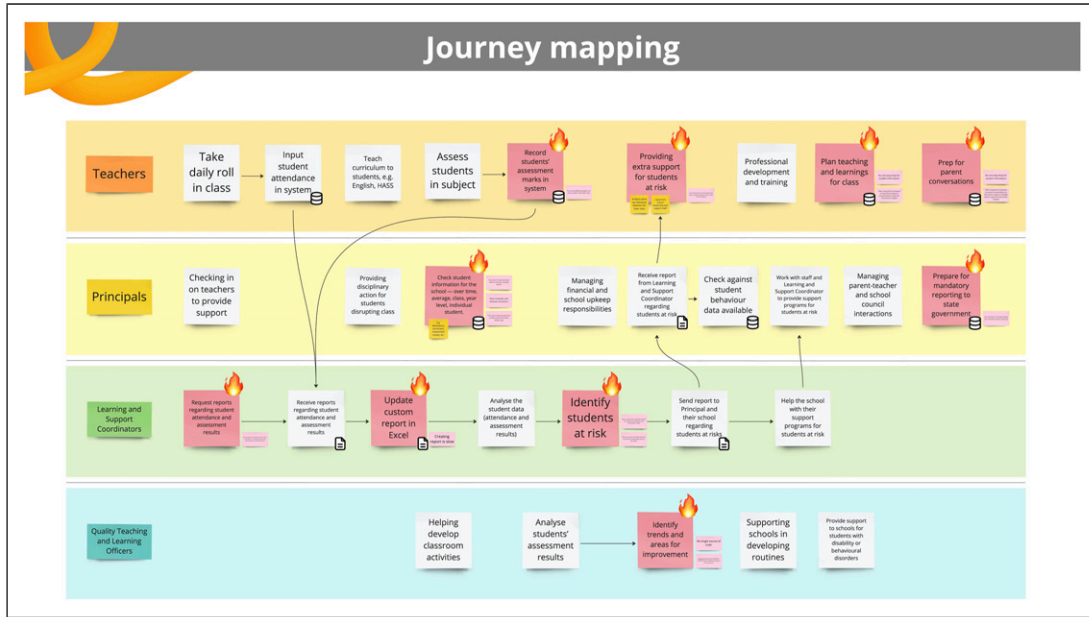 Journey mapping
Teachers
Take
daily roll
in class
Input
student
attendance
in system
Teach
curriculum to
students, e.g.
English, HASS
Assess
students in
subject
Record
students'
assessment
marks in
system
Providing
extra support
for students
at risk
Professional
development
and training
Plan teaching
and learnings
for class
Prep for
parent
conversations
Principals
Checking in
on teachers
to provide
support
Providing
disciplinary
action for
students
disrupting class
Check student
information for the
school — over time,
average, class, year
level, individual
student.
Managing
financial and
school upkeep
responsibilities
Receive report
from Learning
and Support
Coordinator
regarding
students at risk
Check against
student
behaviour
data available
Work with staff and
Learning and
Support Coordinator
to provide support
programs for
students at risk
Managing
parent-teacher
and school
council
interactions
Prepare for
mandatory
reporting to
state
government
Learning and
Support
Coordinators
Request reports
regarding student
attendance and
assessment
results
Receive reports
regarding student
attendance and
assessment
results
Update
custom
report in
Excel
Creating
report is slow
Analyse the
student data
(attendance and
assessment
results)
Identify
students
at risk
Send report to
Principal and
their school
regarding
students at risks
Help the
school with
their support
programs for
students at risk
Quality Teaching
and Learning
Officers
Helping
develop
classroom
activities
Analyse
students'
assessment
results
Identify
trends and
areas for
improvement
Supporting
schools in
developing
routines
Provide support
to schools for
students with
disability or
behavioural
disorders